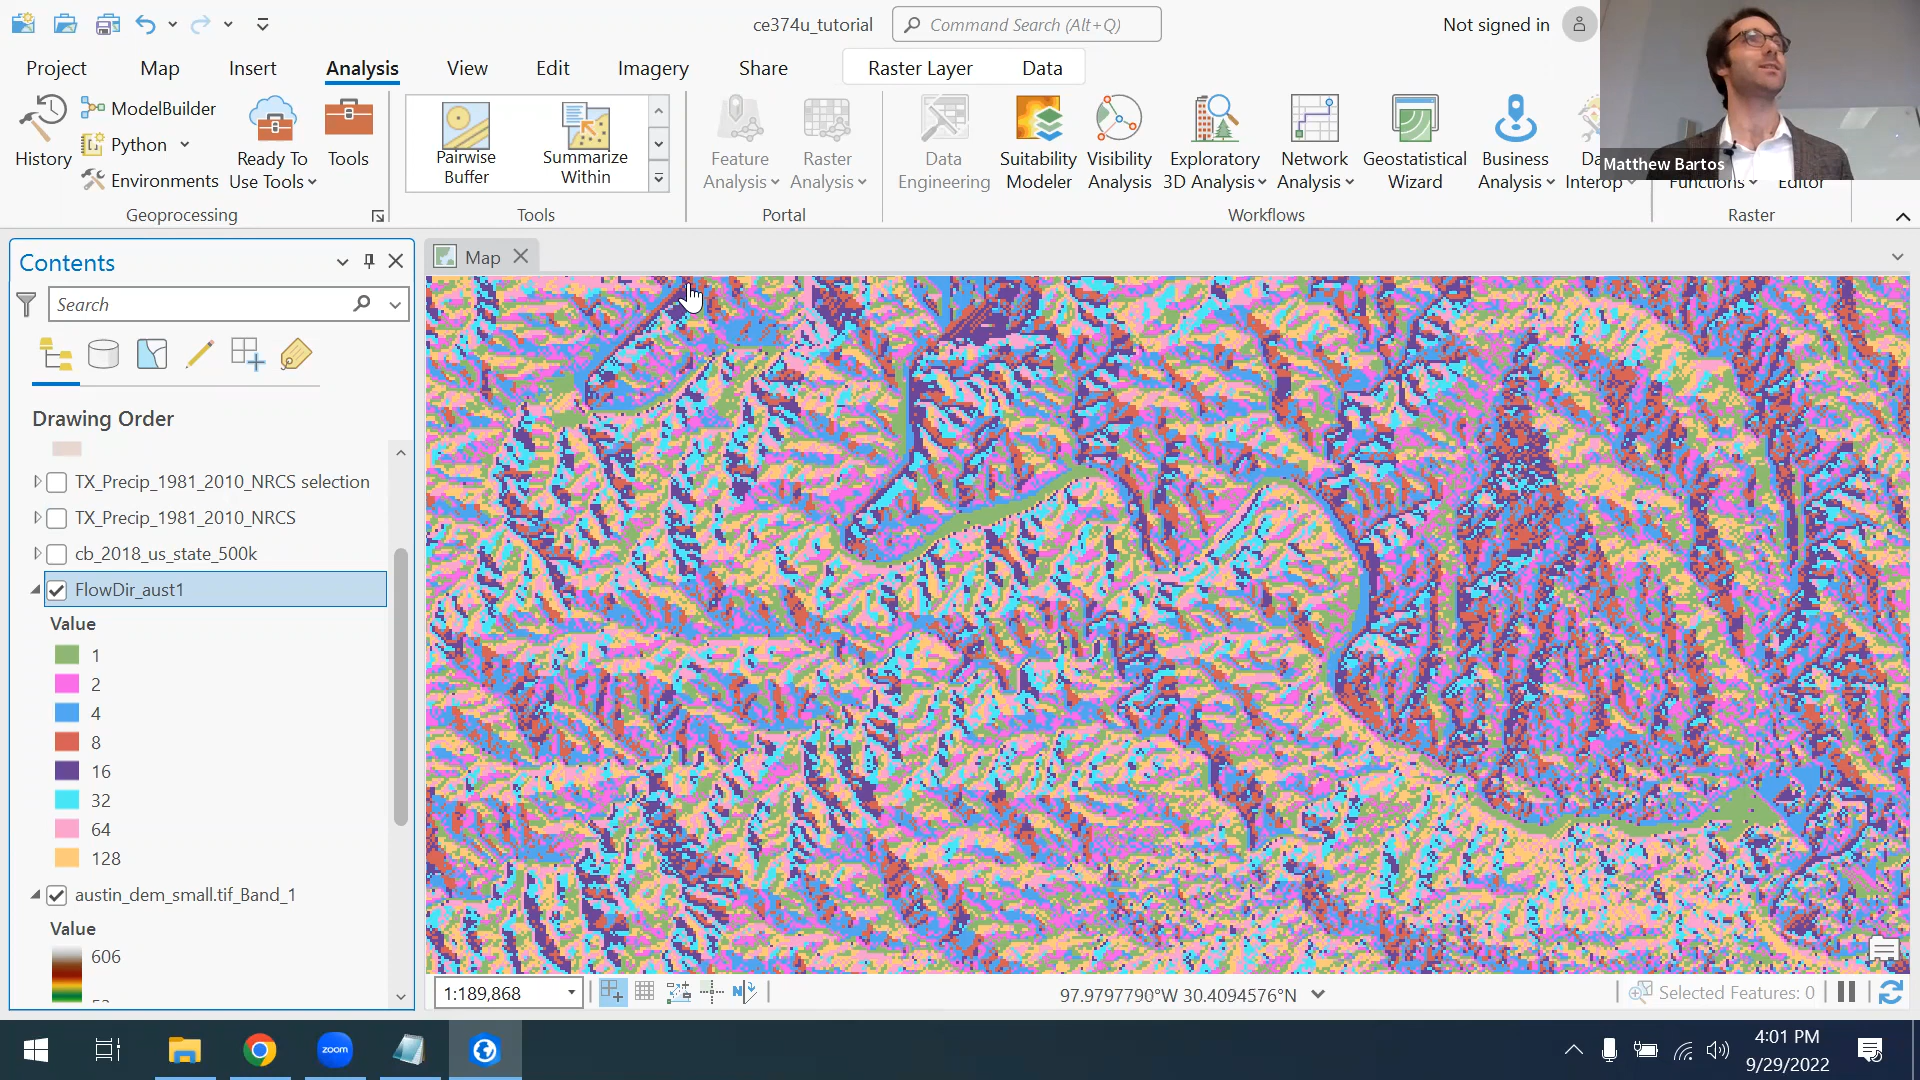 ce374u_tutorial
Command Search (Alt+Q)
Not signed in
Project
Map
Insert
Analysis
View
Edit
Imagery
Share
Raster Layer
Data
History
ModelBuilder
Python
Environments
Ready To
Use Tools
Tools
Pairwise
Buffer
Summarize
Within
Feature
Analysis
Raster
Analysis
Data
Engineering
Suitability
Modeler
Visibility
Analysis
Exploratory
3D Analysis
Network
Analysis
Geostatistical
Wizard
Business
Analysis
Interop
Functions
Editor
Matthew Bartos
Geoprocessing
Tools
Portal
Workflows
Raster
Contents
Map
Search
Drawing Order
TX_Precip_1981_2010_NRCS selection
TX_Precip_1981_2010_NRCS
cb_2018_us_state_500k
FlowDir_aust1
Value
1
2
4
8
16
32
64
128
austin_dem_small.tif_Band_1
Value
606
1:189,868
97.9797790°W 30.4094576°N
Selected Features: 0
zoom
4:01 PM
9/29/2022